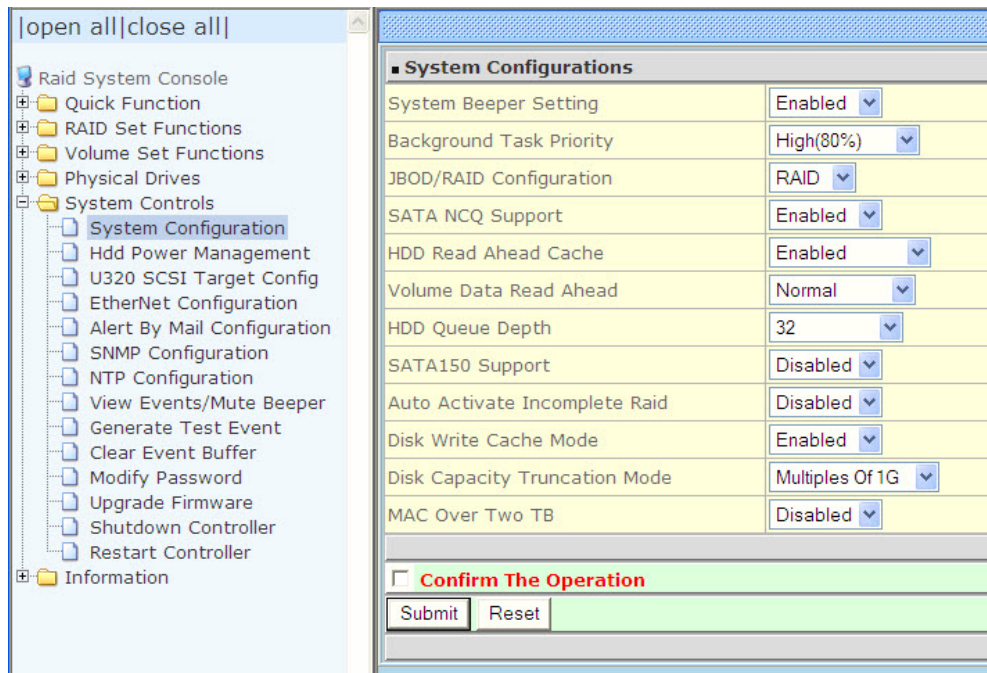 |open all|close all|
Raid System Console
Quick Function
RAID Set Functions
Volume Set Functions
Physical Drives
System Controls
System Configuration
Hdd Power Management
U320 SCSI Target Config
EtherNet Configuration
Alert By Mail Configuration
SNMP Configuration
NTP Configuration
View Events/Mute Beeper
Generate Test Event
Clear Event Buffer
Modify Password
Upgrade Firmware
Shutdown Controller
Restart Controller
Information
System Configurations
System Beeper Setting Enabled
Background Task Priority High(80%)
JBOD/RAID Configuration RAID
SATA NCQ Support Enabled
HDD Read Ahead Cache Enabled
Volume Data Read Ahead Normal
HDD Queue Depth 32
SATA150 Support Disabled
Auto Activate Incomplete Raid Disabled
Disk Write Cache Mode Enabled
Disk Capacity Truncation Mode Multiples Of 1G
MAC Over Two TB Disabled
Confirm The Operation
Submit Reset